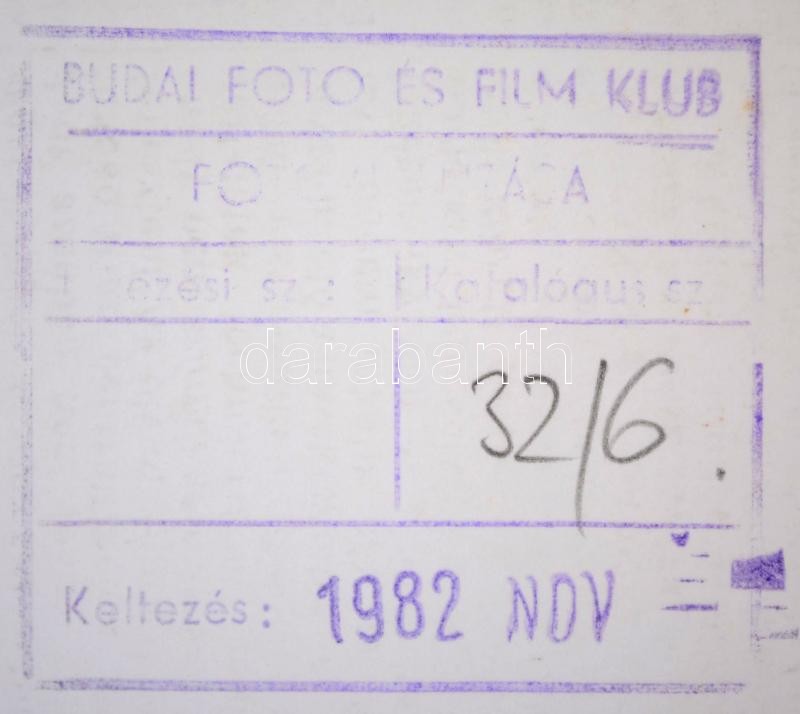 BUDAI FOTO ÉS FILM KLUB
Katalógus sz
darabanth
32/6.
Keltezés: 1982 NOV